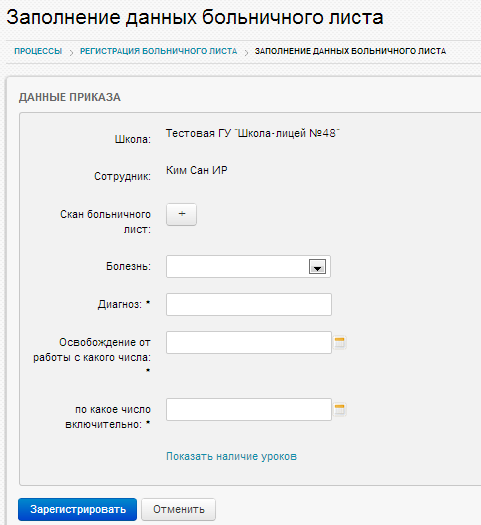 Заполнение данных больничного листа
ПРОЦЕССЫ > РЕГИСТРАЦИЯ БОЛЬНИЧНОГО ЛИСТА > ЗАПОЛНЕНИЕ ДАННЫХ БОЛЬНИЧНОГО ЛИСТА
ДАННЫЕ ПРИКАЗА
Школа: Тестовая ГУ "Школа-лицей №48"
Сотрудник: Ким Сан ИР
Скан больничного
лист: +
Болезнь:
Диагноз: *
Освобождение от
работы с какого числа:
*
по какое число
включительно: *
Показать наличие уроков
Зарегистрировать Отменить